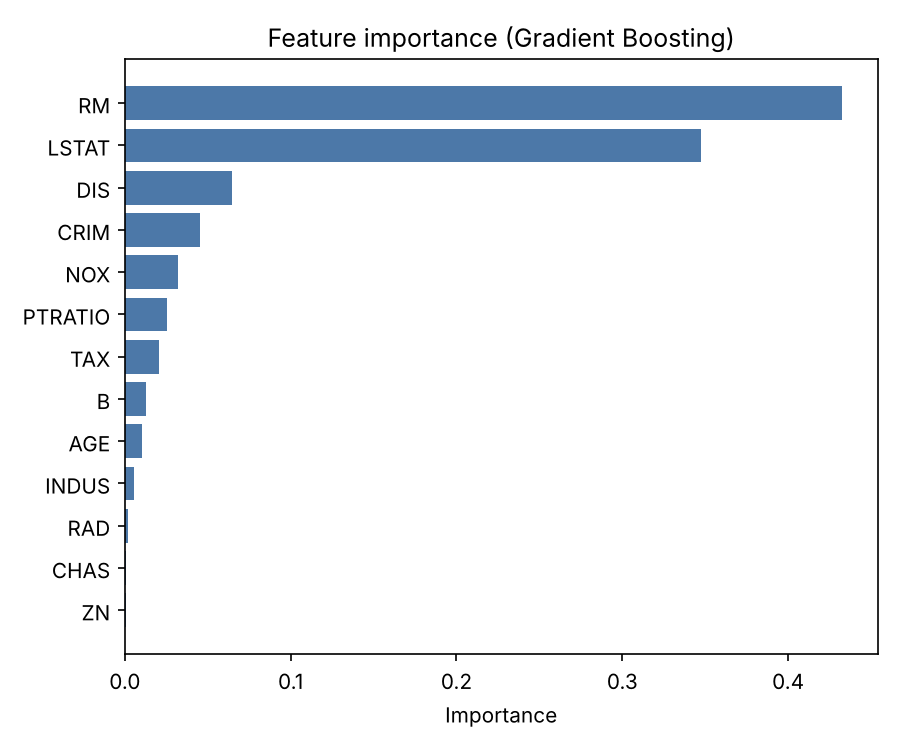 Feature importance (Gradient Boosting)
RM
LSTAT
DIS
CRIM
NOX
PTRATIO
TAX
B
AGE
INDUS
RAD
CHAS
ZN
0.0 0.1 0.2 0.3 0.4
Importance